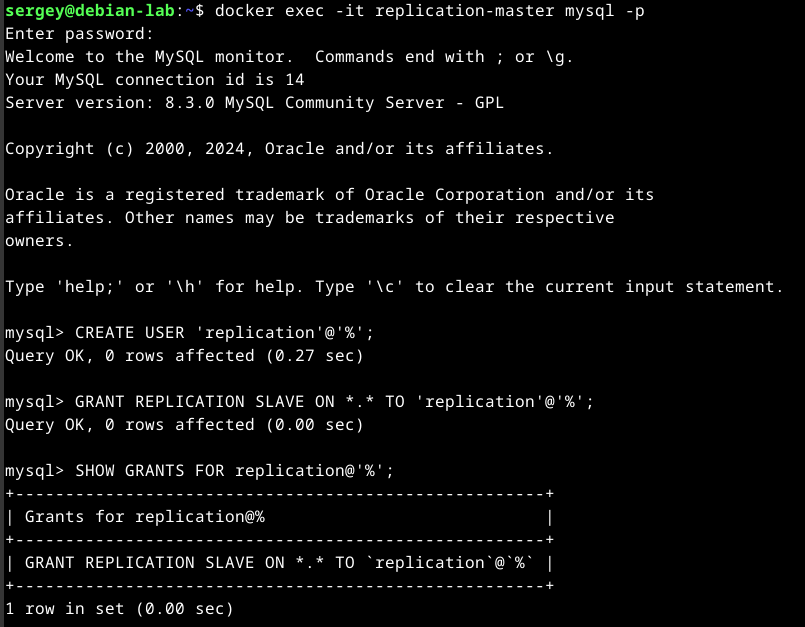 sergey@debian-lab:~$ docker exec -it replication-master mysql -p
Enter password:
Welcome to the MySQL monitor.  Commands end with ; or \g.
Your MySQL connection id is 14
Server version: 8.3.0 MySQL Community Server - GPL

Copyright (c) 2000, 2024, Oracle and/or its affiliates.

Oracle is a registered trademark of Oracle Corporation and/or its
affiliates. Other names may be trademarks of their respective
owners.

Type 'help;' or '\h' for help. Type '\c' to clear the current input statement.

mysql> CREATE USER 'replication'@'%';
Query OK, 0 rows affected (0.27 sec)

mysql> GRANT REPLICATION SLAVE ON *.* TO 'replication'@'%';
Query OK, 0 rows affected (0.00 sec)

mysql> SHOW GRANTS FOR replication@'%';
+-----------------------------------------------------+
| Grants for replication@%                            |
+-----------------------------------------------------+
| GRANT REPLICATION SLAVE ON *.* TO `replication`@`%` |
+-----------------------------------------------------+
1 row in set (0.00 sec)